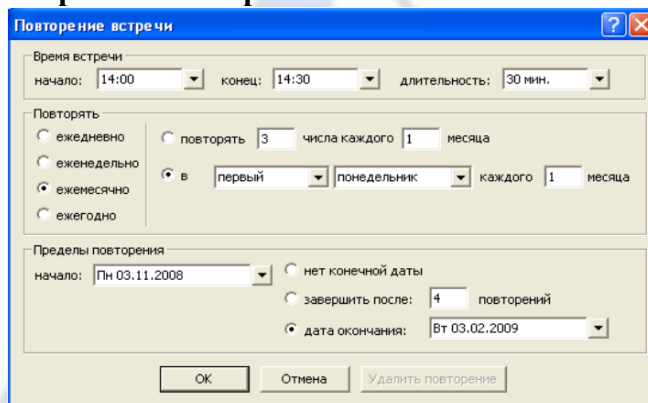 Повторение встречи
Время встречи
начало: 14:00 конец: 14:30 длительность: 30 мин.
Повторять
ежедневно
еженедельно
ежемесячно
ежегодно
повторять 3 числа каждого 1 месяца
в первый понедельник каждого 1 месяца
Пределы повторения
начало: Пн 03.11.2008
нет конечной даты
завершить после: 4 повторений
дата окончания: Вт 03.02.2009
ОК Отмена Удалить повторение